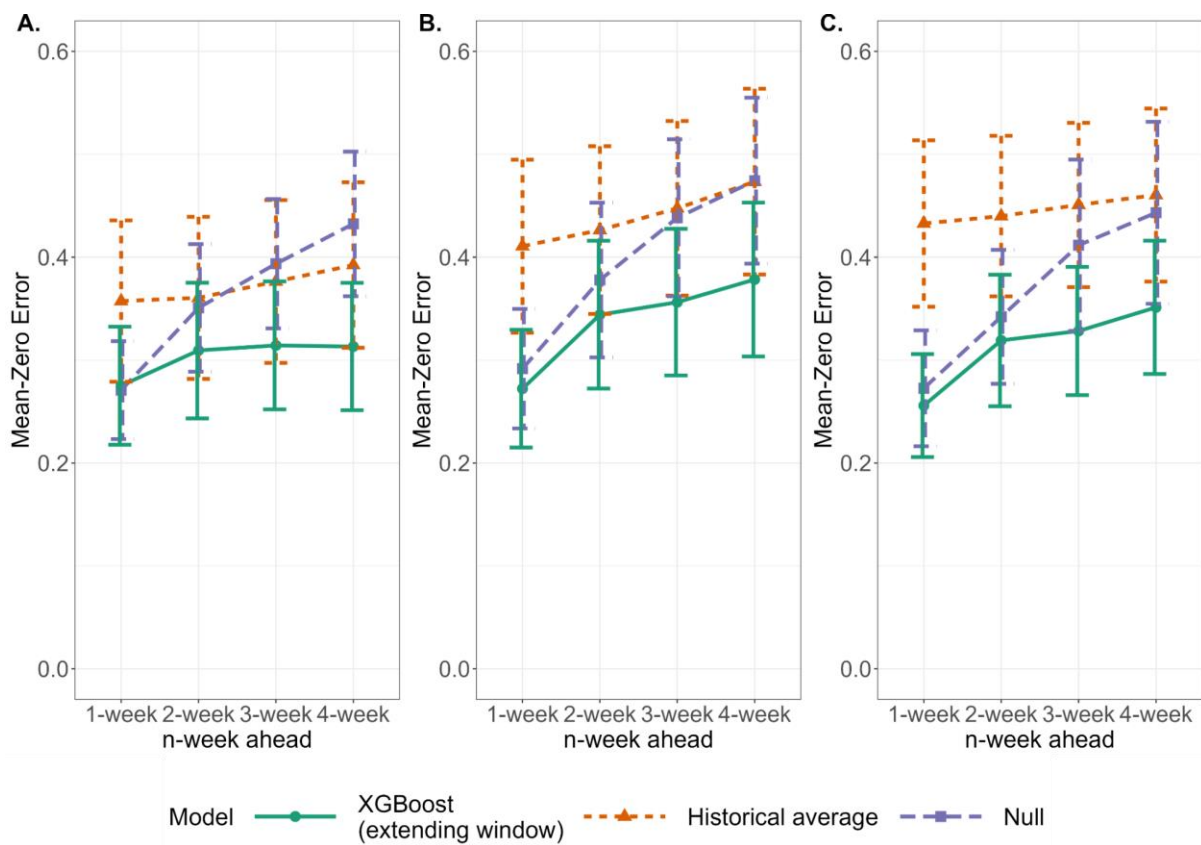 A.
B.
C.
Mean-Zero Error
0.6
0.4
0.2
0.0
1-week 2-week 3-week 4-week
n-week ahead
Mean-Zero Error
0.6
0.4
0.2
0.0
1-week 2-week 3-week 4-week
n-week ahead
Mean-Zero Error
0.6
0.4
0.2
0.0
1-week 2-week 3-week 4-week
n-week ahead
Model
XGBoost
(extending window)
Historical average
Null